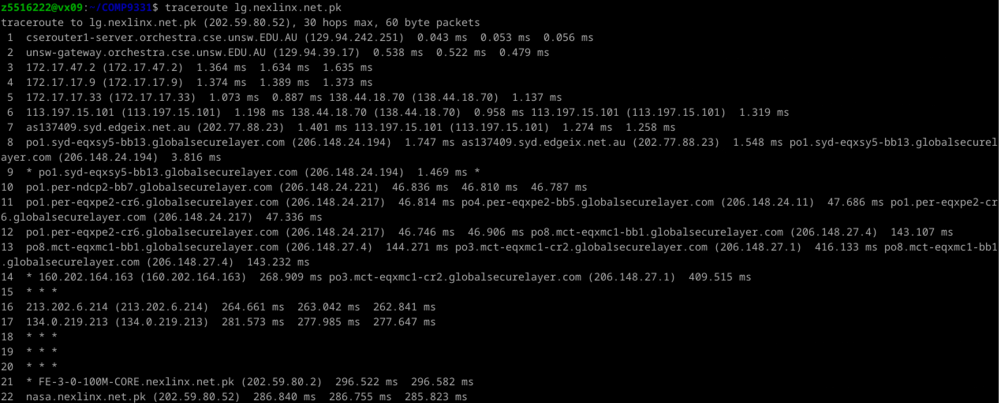 z5516222@vx09:~/COMP9331$ traceroute lg.nexlinx.net.pk
traceroute to lg.nexlinx.net.pk (202.59.80.52), 30 hops max, 60 byte packets
 1  cserouter1-server.orchestra.cse.unsw.EDU.AU (129.94.242.251)  0.043 ms  0.053 ms  0.056 ms
 2  unsw-gateway.orchestra.cse.unsw.EDU.AU (129.94.39.17)  0.538 ms  0.522 ms  0.479 ms
 3  172.17.47.2 (172.17.47.2)  1.364 ms  1.634 ms  1.635 ms
 4  172.17.17.9 (172.17.17.9)  1.374 ms  1.389 ms  1.373 ms
 5  172.17.17.33 (172.17.17.33)  1.073 ms  0.887 ms 138.44.18.70 (138.44.18.70)  1.137 ms
 6  113.197.15.101 (113.197.15.101)  1.198 ms 138.44.18.70 (138.44.18.70)  0.958 ms 113.197.15.101 (113.197.15.101)  1.319 ms
 7  as137409.syd.edgeix.net.au (202.77.88.23)  1.401 ms 113.197.15.101 (113.197.15.101)  1.274 ms  1.258 ms
 8  po1.syd-eqxsy5-bb13.globalsecurelayer.com (206.148.24.194)  1.747 ms as137409.syd.edgeix.net.au (202.77.88.23)  1.548 ms po1.syd-eqxsy5-bb13.globalsecurel
ayer.com (206.148.24.194)  3.816 ms
 9  * po1.syd-eqxsy5-bb13.globalsecurelayer.com (206.148.24.194)  1.469 ms *
10  po1.per-ndcp2-bb7.globalsecurelayer.com (206.148.24.221)  46.836 ms  46.810 ms  46.787 ms
11  po1.per-eqxpe2-cr6.globalsecurelayer.com (206.148.24.217)  46.814 ms po4.per-eqxpe2-bb5.globalsecurelayer.com (206.148.24.11)  47.686 ms po1.per-eqxpe2-cr
6.globalsecurelayer.com (206.148.24.217)  47.336 ms
12  po1.per-eqxpe2-cr6.globalsecurelayer.com (206.148.24.217)  46.746 ms  46.906 ms po8.mct-eqxmc1-bb1.globalsecurelayer.com (206.148.27.4)  143.107 ms
13  po8.mct-eqxmc1-bb1.globalsecurelayer.com (206.148.27.4)  144.271 ms po3.mct-eqxmc1-cr2.globalsecurelayer.com (206.148.27.1)  416.133 ms po8.mct-eqxmc1-bb1
.globalsecurelayer.com (206.148.27.4)  143.232 ms
14  * 160.202.164.163 (160.202.164.163)  268.909 ms po3.mct-eqxmc1-cr2.globalsecurelayer.com (206.148.27.1)  409.515 ms
15  * * *
16  213.202.6.214 (213.202.6.214)  264.661 ms  263.042 ms  262.841 ms
17  134.0.219.213 (134.0.219.213)  281.573 ms  277.985 ms  277.647 ms
18  * * *
19  * * *
20  * * *
21  * FE-3-0-100M-CORE.nexlinx.net.pk (202.59.80.2)  296.522 ms  296.582 ms
22  nasa.nexlinx.net.pk (202.59.80.52)  286.840 ms  286.755 ms  285.823 ms